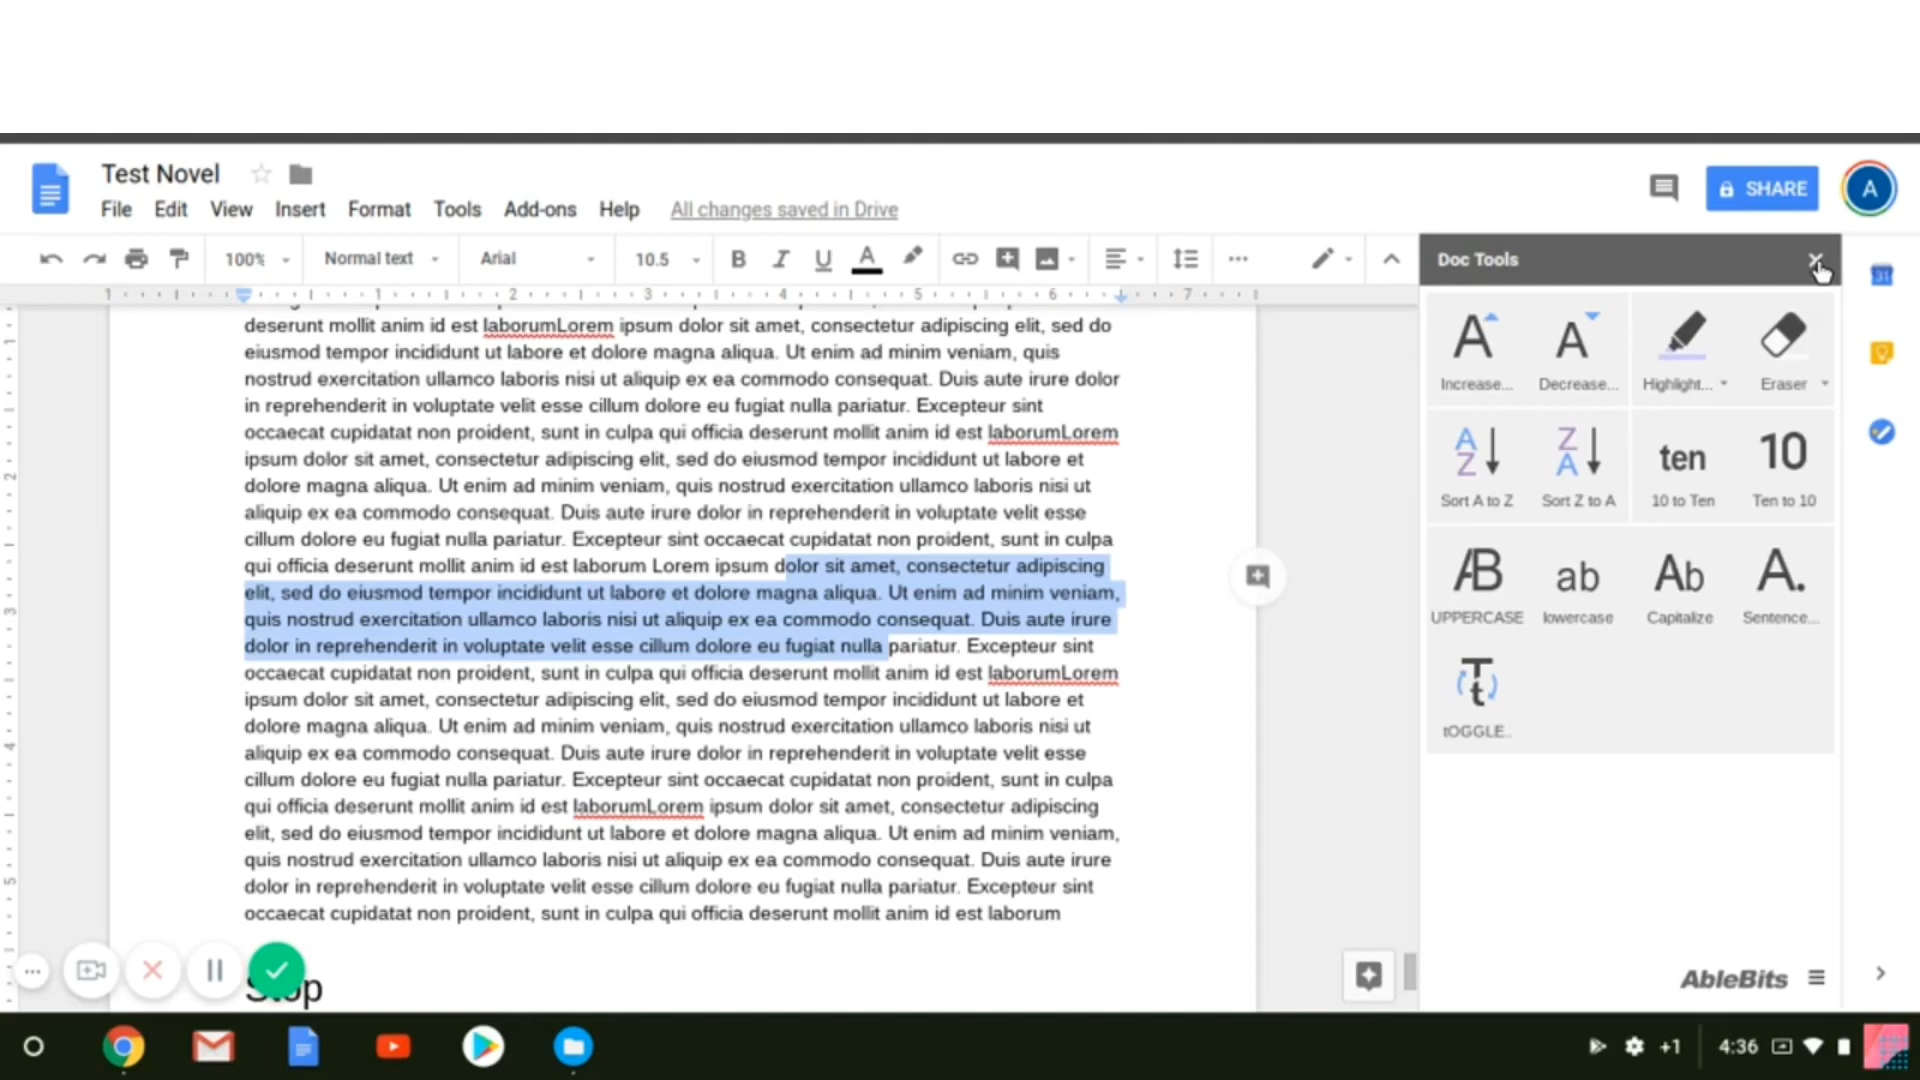 Test Novel
File Edit View Insert Format Tools Add-ons Help All changes saved in Drive
SHARE
A
100% Normal text Arial 10.5 B I U A
Doc Tools
31
1 1 2 3 4 5 6 7
deserunt mollit anim id est laborumLorem ipsum dolor sit amet, consectetur adipiscing elit, sed do
eiusmod tempor incididunt ut labore et dolore magna aliqua. Ut enim ad minim veniam, quis
nostrud exercitation ullamco laboris nisi ut aliquip ex ea commodo consequat. Duis aute irure dolor
in reprehenderit in voluptate velit esse cillum dolore eu fugiat nulla pariatur. Excepteur sint
occaecat cupidatat non proident, sunt in culpa qui officia deserunt mollit anim id est laborumLorem
ipsum dolor sit amet, consectetur adipiscing elit, sed do eiusmod tempor incididunt ut labore et
dolore magna aliqua. Ut enim ad minim veniam, quis nostrud exercitation ullamco laboris nisi ut
aliquip ex ea commodo consequat. Duis aute irure dolor in reprehenderit in voluptate velit esse
cillum dolore eu fugiat nulla pariatur. Excepteur sint occaecat cupidatat non proident, sunt in culpa
qui officia deserunt mollit anim id est laborum Lorem ipsum dolor sit amet, consectetur adipiscing
elit, sed do eiusmod tempor incididunt ut labore et dolore magna aliqua. Ut enim ad minim veniam,
quis nostrud exercitation ullamco laboris nisi ut aliquip ex ea commodo consequat. Duis aute irure
dolor in reprehenderit in voluptate velit esse cillum dolore eu fugiat nulla pariatur. Excepteur sint
occaecat cupidatat non proident, sunt in culpa qui officia deserunt mollit anim id est laborumLorem
ipsum dolor sit amet, consectetur adipiscing elit, sed do eiusmod tempor incididunt ut labore et
dolore magna aliqua. Ut enim ad minim veniam, quis nostrud exercitation ullamco laboris nisi ut
aliquip ex ea commodo consequat. Duis aute irure dolor in reprehenderit in voluptate velit esse
cillum dolore eu fugiat nulla pariatur. Excepteur sint occaecat cupidatat non proident, sunt in culpa
qui officia deserunt mollit anim id est laborumLorem ipsum dolor sit amet, consectetur adipiscing
elit, sed do eiusmod tempor incididunt ut labore et dolore magna aliqua. Ut enim ad minim veniam,
quis nostrud exercitation ullamco laboris nisi ut aliquip ex ea commodo consequat. Duis aute irure
dolor in reprehenderit in voluptate velit esse cillum dolore eu fugiat nulla pariatur. Excepteur sint
occaecat cupidatat non proident, sunt in culpa qui officia deserunt mollit anim id est laborum
Stop
A A
Increase... Decrease... Highlight... Eraser
A Z Z A ten 10
Sort A to Z Sort Z to A 10 to Ten Ten to 10
AB ab Ab A.
UPPERCASE lowercase Capitalize Sentence...
Tt
tOGGLE..
AbleBits
+1 4:36